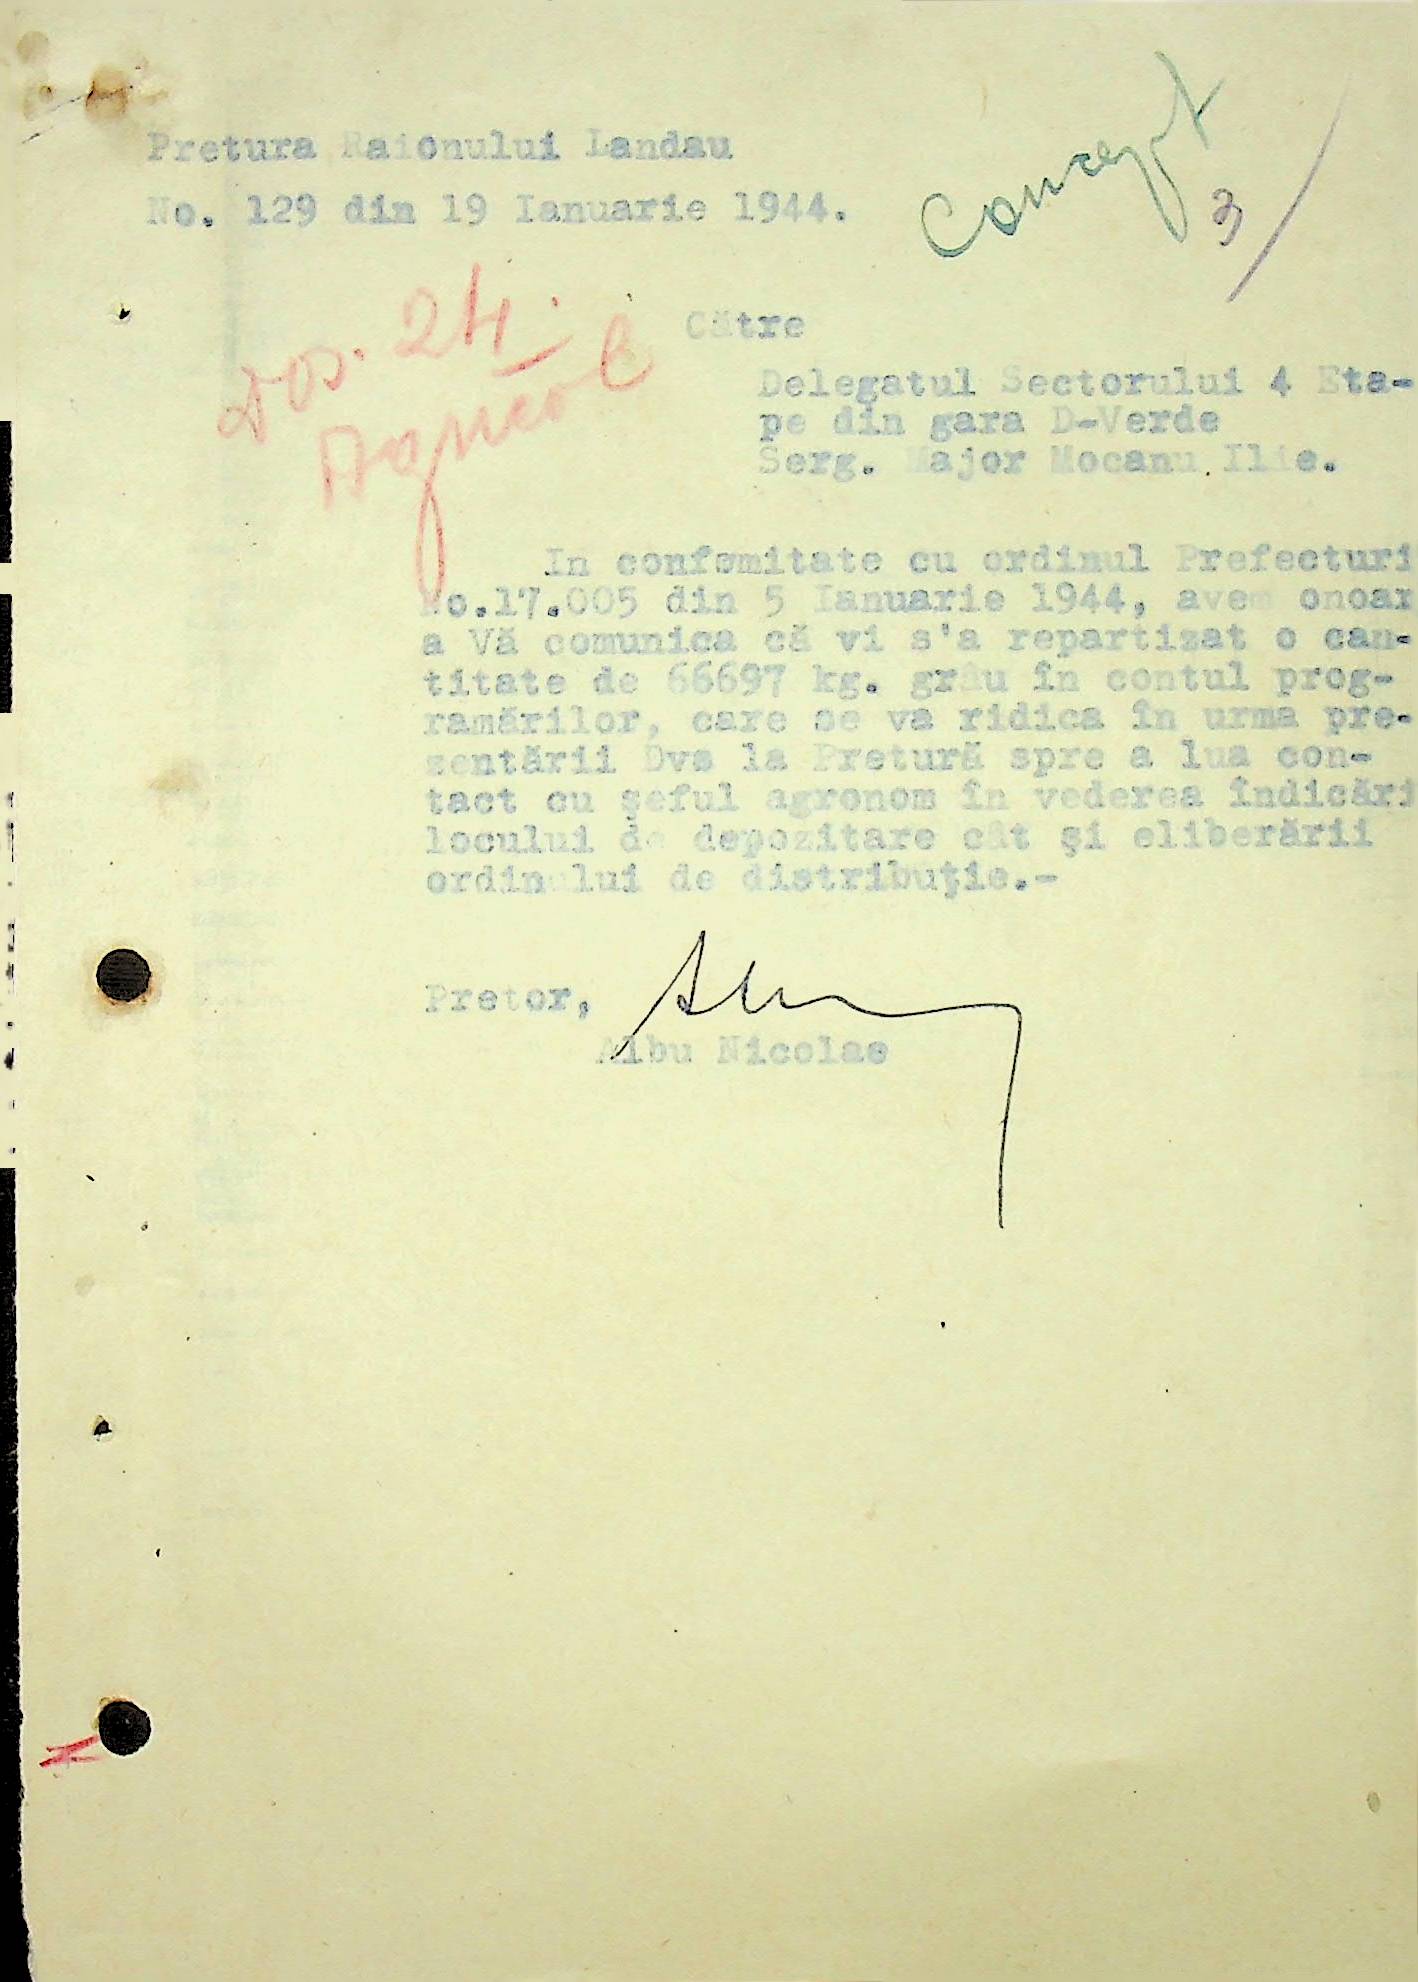 Pretura Raionului Landau
No. 129 din 19 Ianuarie 1944.
Concept
3
Dos. 24.
Agricol
Către
Delegatul Sectorului 4 Eta-
pe din gara D-Verde
Serg. Major Mocanu Ilie.
In confomitate cu ordinul Prefecturi
No.17.005 din 5 Ianuarie 1944, avem onoar
a Vă comunica că vi s'a repartizat o can-
titate de 66697 kg. grâu în contul prog-
ramărilor, care se va ridica în urma pre-
zentării Dvs la Pretură spre a lua con-
tact cu şeful agronom în vederea îndicări
locului de depozitare cât şi eliberării
ordinului de distribuţie.-
Pretor,
Albu Nicolae